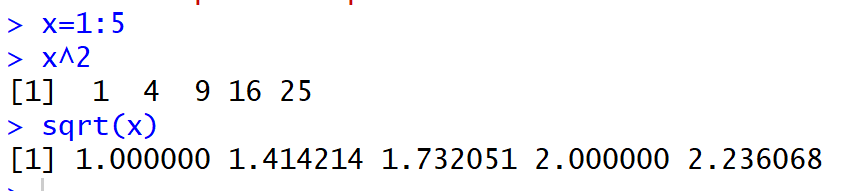 > x=1:5
> x^2
[1]  1  4  9 16 25
> sqrt(x)
[1] 1.000000 1.414214 1.732051 2.000000 2.236068
>